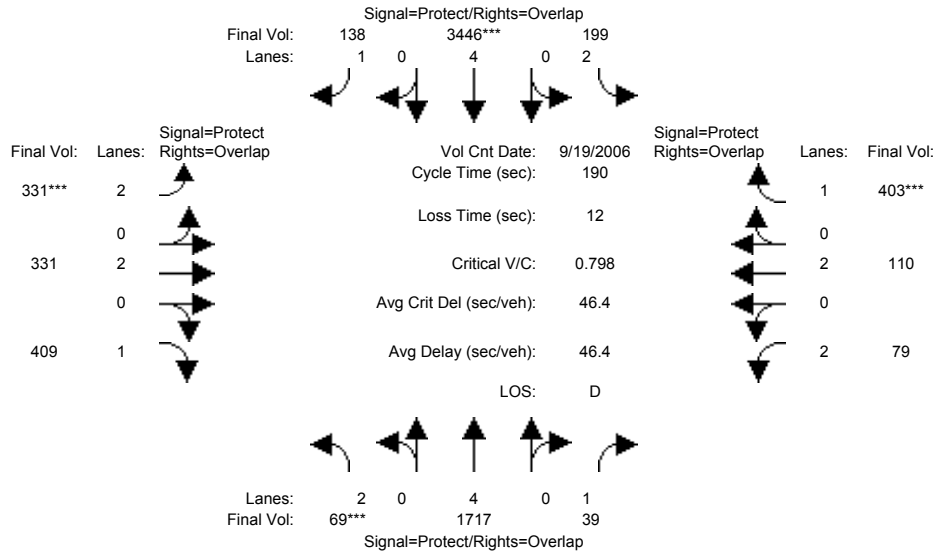 Signal=Protect/Rights=Overlap
Final Vol: 138 3446*** 199
Lanes: 1 0 4 0 2
Signal=Protect
Final Vol: Lanes: Rights=Overlap
Vol Cnt Date: 9/19/2006
Signal=Protect
Rights=Overlap Lanes: Final Vol:
Cycle Time (sec): 190
331*** 2
1 403***
Loss Time (sec): 12
0
0
331 2
Critical V/C: 0.798
2 110
0
Avg Crit Del (sec/veh): 46.4
0
409 1
Avg Delay (sec/veh): 46.4
2 79
LOS: D
Lanes: 2 0 4 0 1
Final Vol: 69*** 1717 39
Signal=Protect/Rights=Overlap